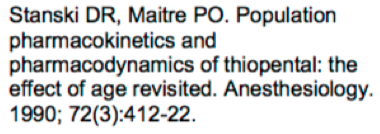 Stanski DR, Maitre PO. Population
pharmacokinetics and
pharmacodynamics of thiopental: the
effect of age revisited. Anesthesiology.
1990; 72(3):412-22.